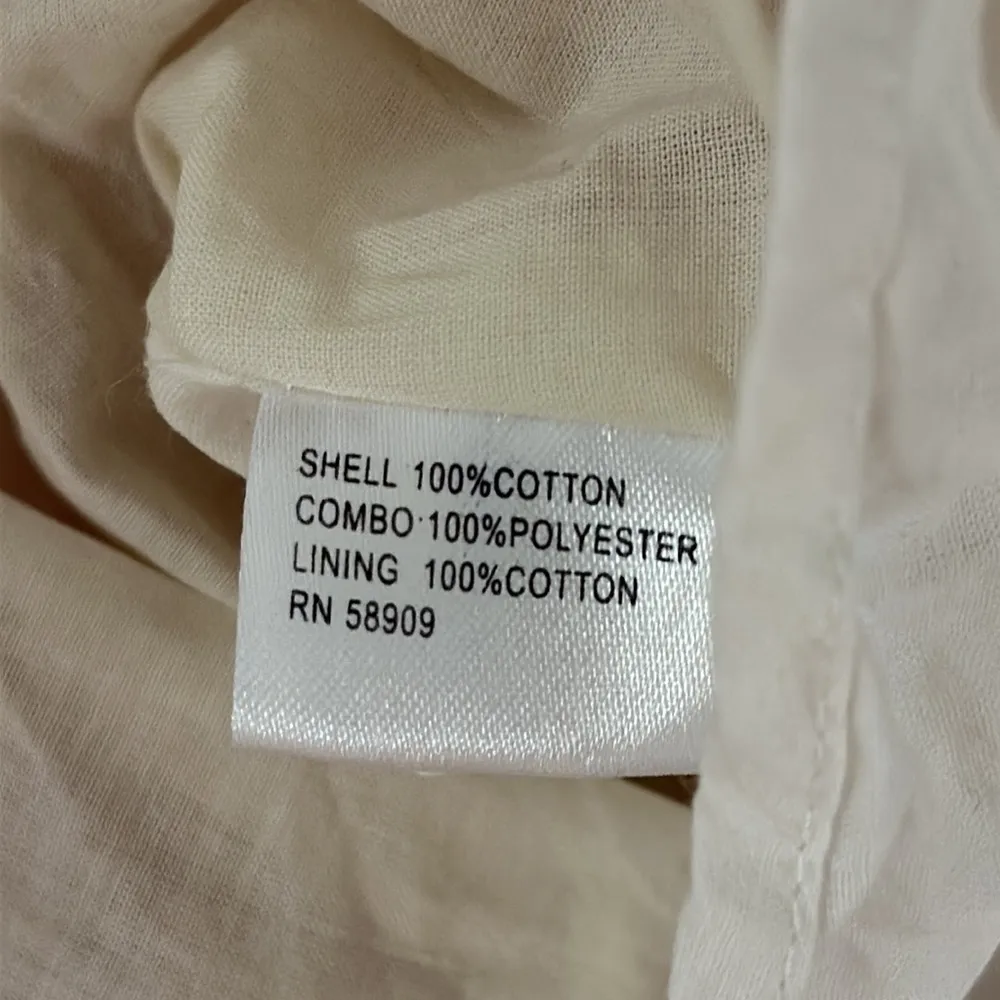 SHELL 100%COTTON
COMBO 100%POLYESTER
LINING 100%COTTON
RN 58909